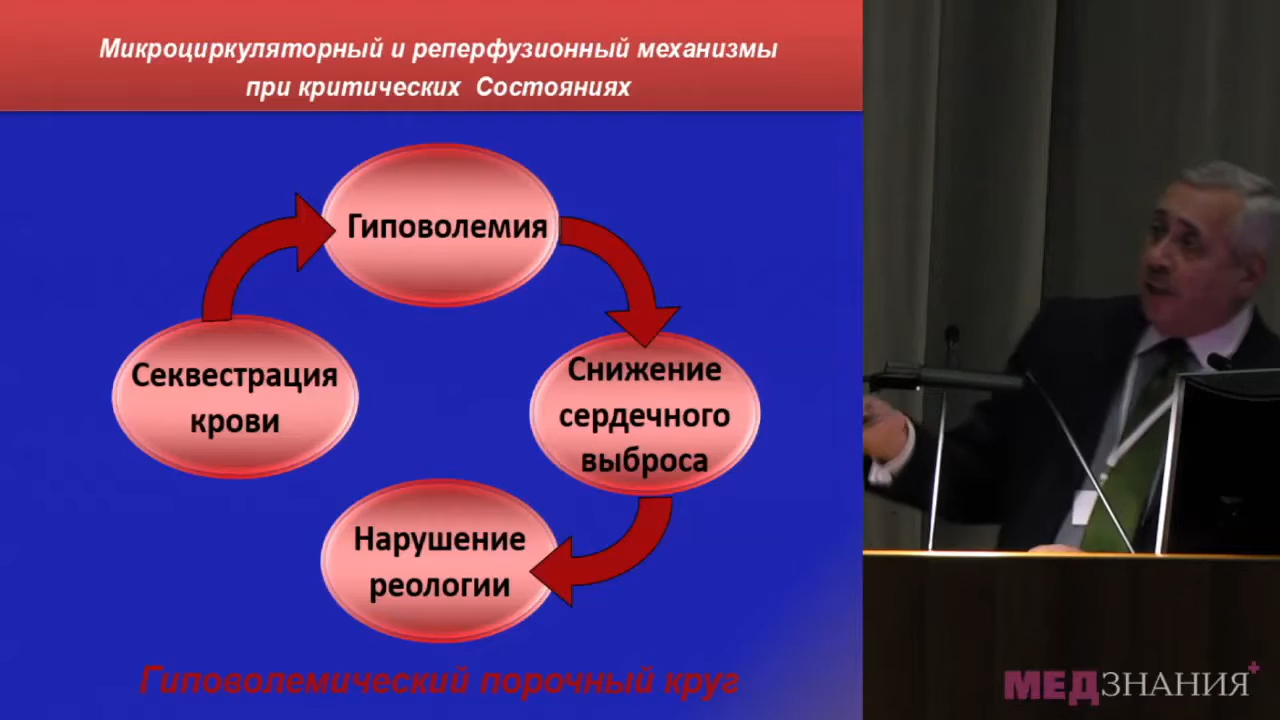 Микроциркуляторный и реперфузионный механизмы
при критических Состояниях
Гиповолемия
Секвестрация
крови
Снижение
сердечного
выброса
Нарушение
реологии
Гиповолемический порочный круг
МЕДЗНАНИЯ+